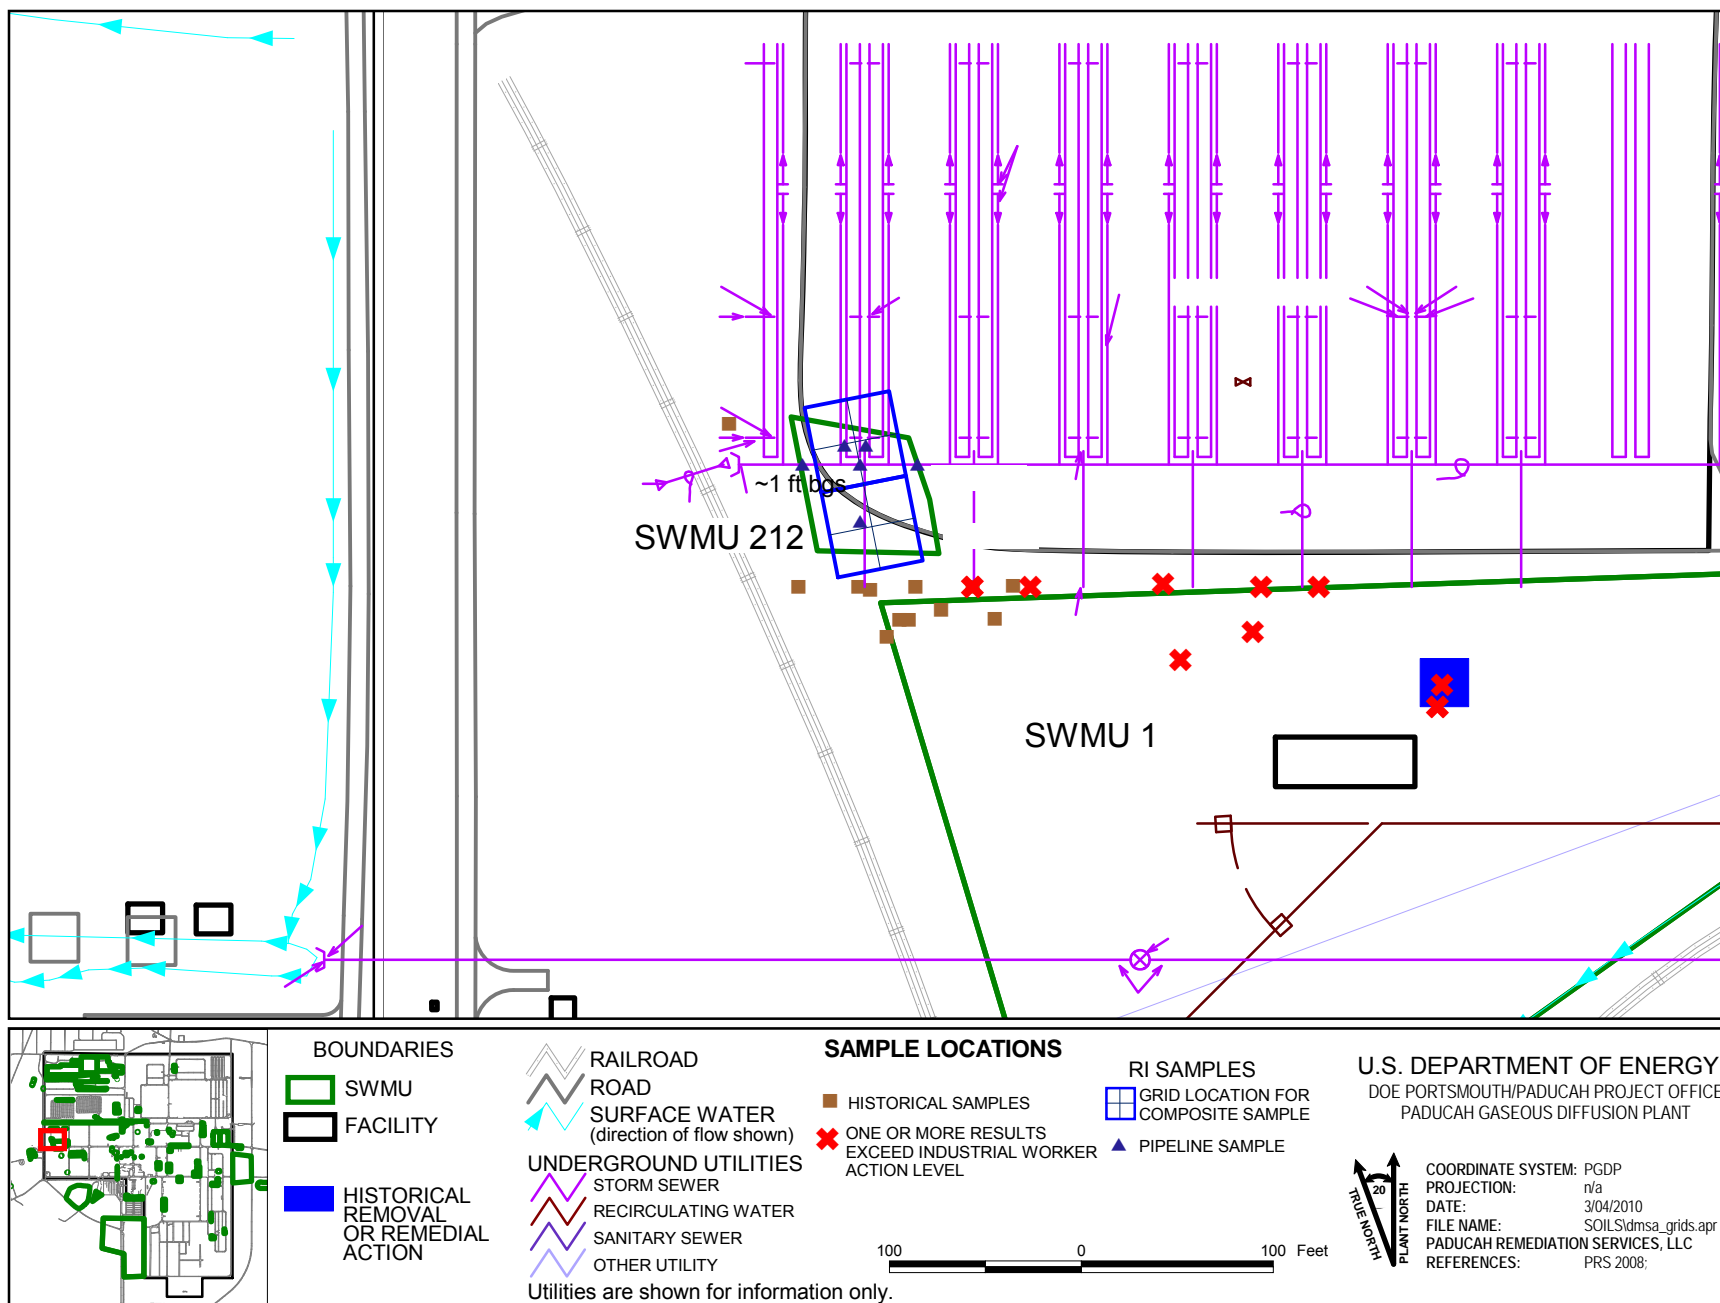 ~1 ft bgs
SWMU 212
SWMU 1
BOUNDARIES
SWMU
FACILITY
HISTORICAL
REMOVAL
OR REMEDIAL
ACTION
RAILROAD
ROAD
SURFACE WATER
(direction of flow shown)
UNDERGROUND UTILITIES
STORM SEWER
RECIRCULATING WATER
SANITARY SEWER
OTHER UTILITY
Utilities are shown for information only.
SAMPLE LOCATIONS
HISTORICAL SAMPLES
ONE OR MORE RESULTS
EXCEED INDUSTRIAL WORKER
ACTION LEVEL
RI SAMPLES
GRID LOCATION FOR
COMPOSITE SAMPLE
PIPELINE SAMPLE
100 0 100 Feet
U.S. DEPARTMENT OF ENERGY
DOE PORTSMOUTH/PADUCAH PROJECT OFFICE
PADUCAH GASEOUS DIFFUSION PLANT
TRUE NORTH
20
PLANT NORTH
COORDINATE SYSTEM: PGDP
PROJECTION: n/a
DATE: 3/04/2010
FILE NAME: SOILS\dmsa_grids.apr
PADUCAH REMEDIATION SERVICES, LLC
REFERENCES: PRS 2008;